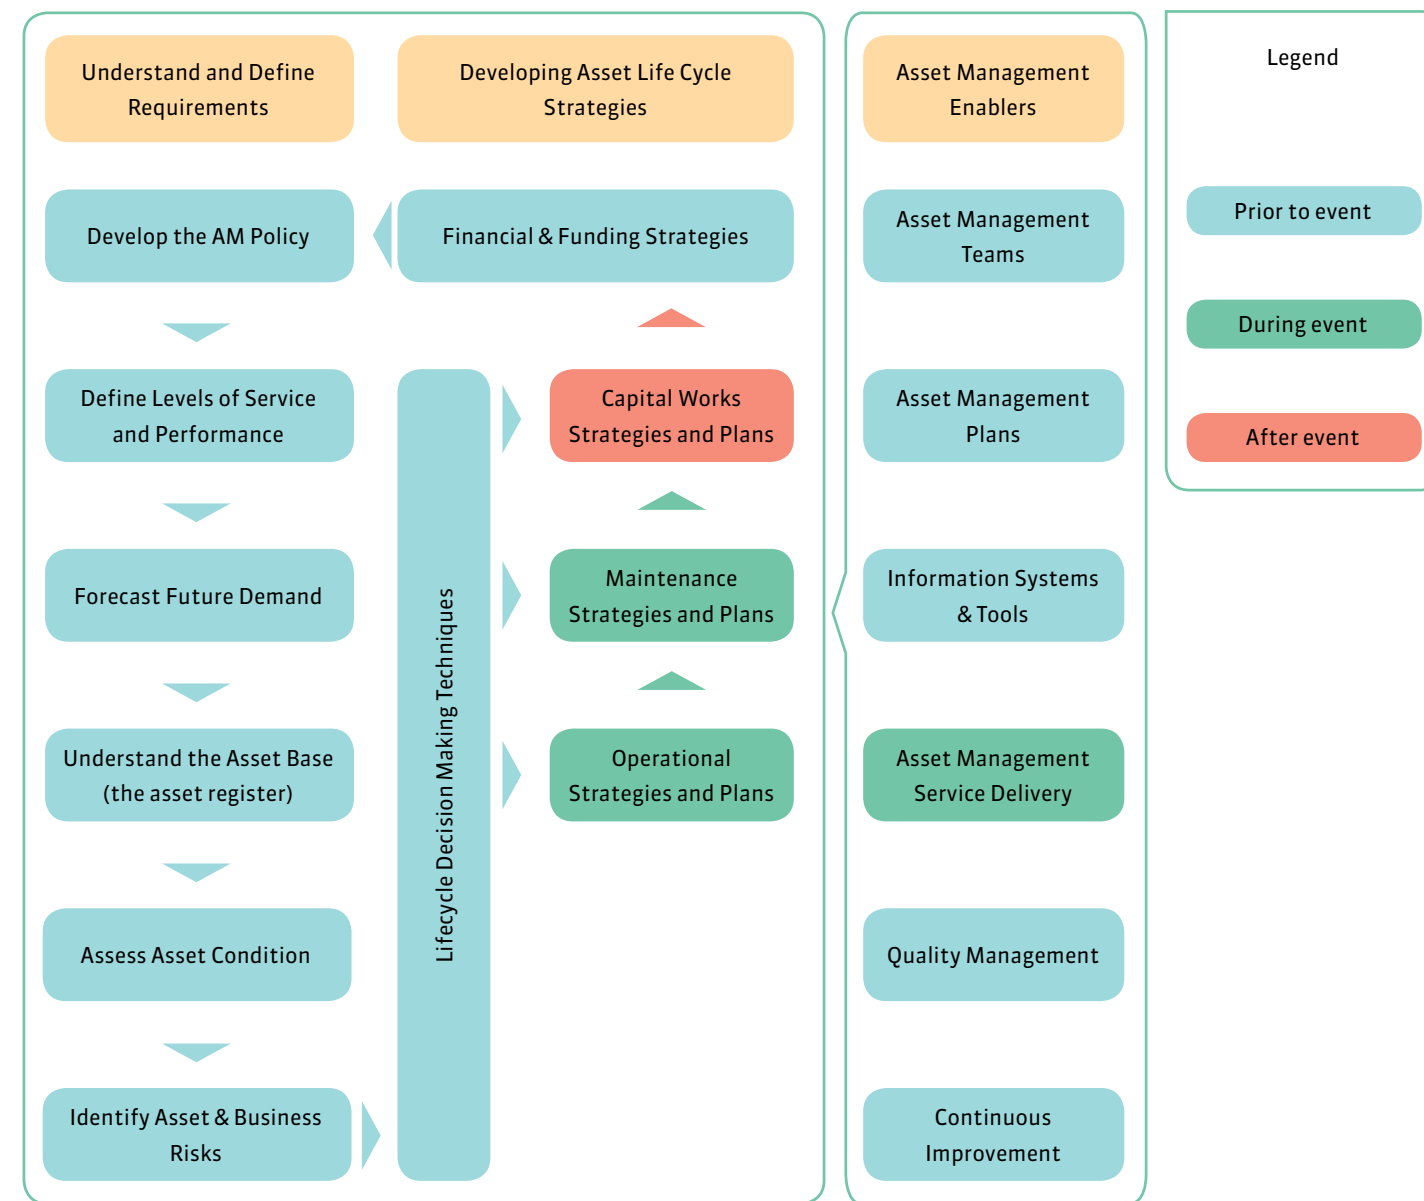 Understand and Define
Requirements
Developing Asset Life Cycle
Strategies
Asset Management
Enablers
Legend
Develop the AM Policy
Financial & Funding Strategies
Asset Management
Teams
Prior to event
During event
Define Levels of Service
and Performance
Capital Works
Strategies and Plans
Asset Management
Plans
After event
Forecast Future Demand
Lifecycle Decision Making Techniques
Maintenance
Strategies and Plans
Information Systems
& Tools
Understand the Asset Base
(the asset register)
Operational
Strategies and Plans
Asset Management
Service Delivery
Assess Asset Condition
Quality Management
Identify Asset & Business
Risks
Continuous
Improvement